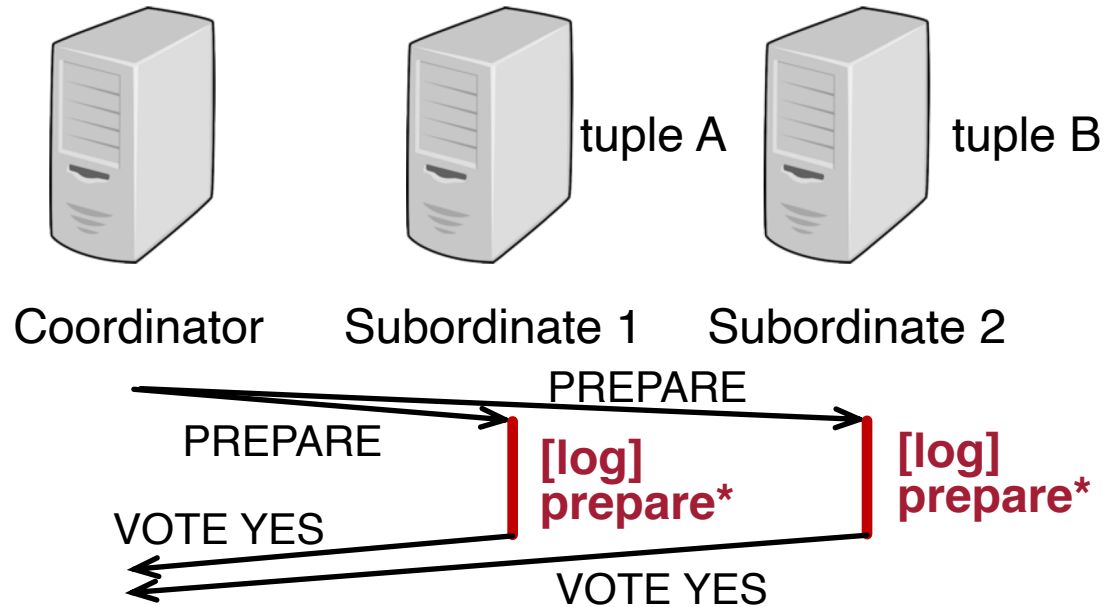 tuple A
tuple B
Coordinator
Subordinate 1
Subordinate 2
PREPARE
PREPARE
[log]
prepare*
[log]
prepare*
VOTE YES
VOTE YES